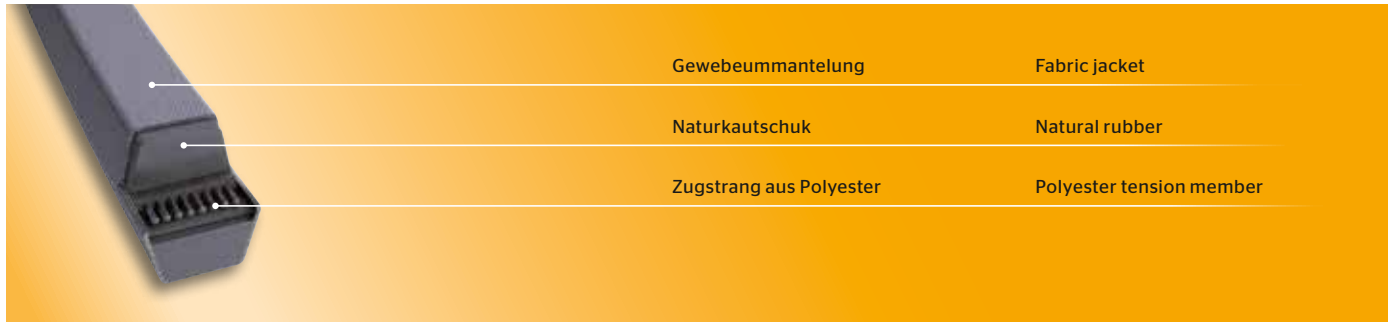 Gewebeummantelung Fabric jacket
Naturkautschuk Natural rubber
Zugstrang aus Polyester Polyester tension member